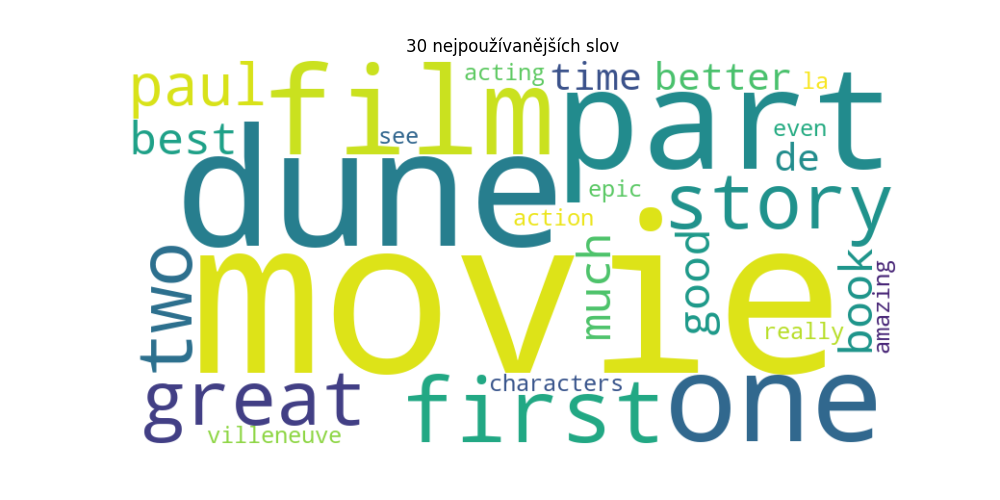 30 nejpoužívanějších slov
paul
film
acting
time
better
la
part
best
see
even
de
dune
epic
story
action
two
movie
much
good
book
amazing
really
great
first
characters
one
villeneuve